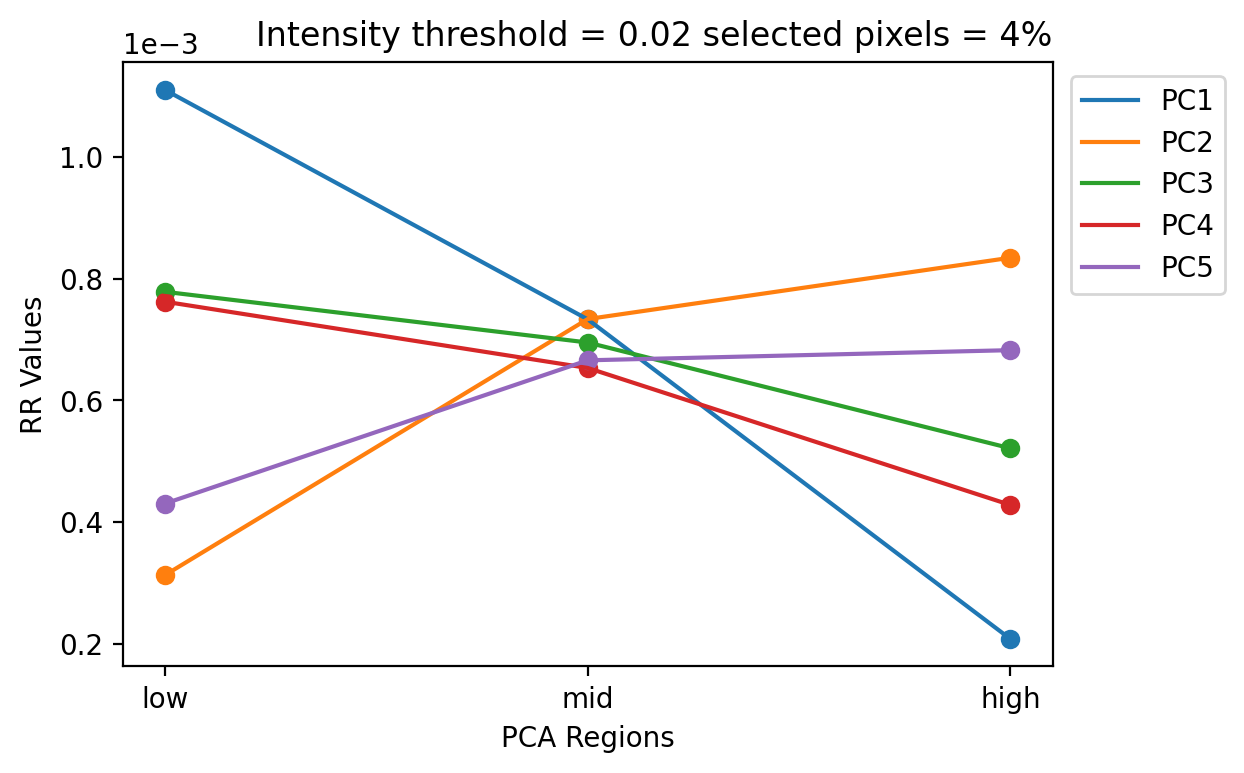 Intensity threshold = 0.02 selected pixels = 4%
1e−3
1.0
0.8
0.6
0.4
0.2
RR Values
low
mid
high
PCA Regions
PC1
PC2
PC3
PC4
PC5